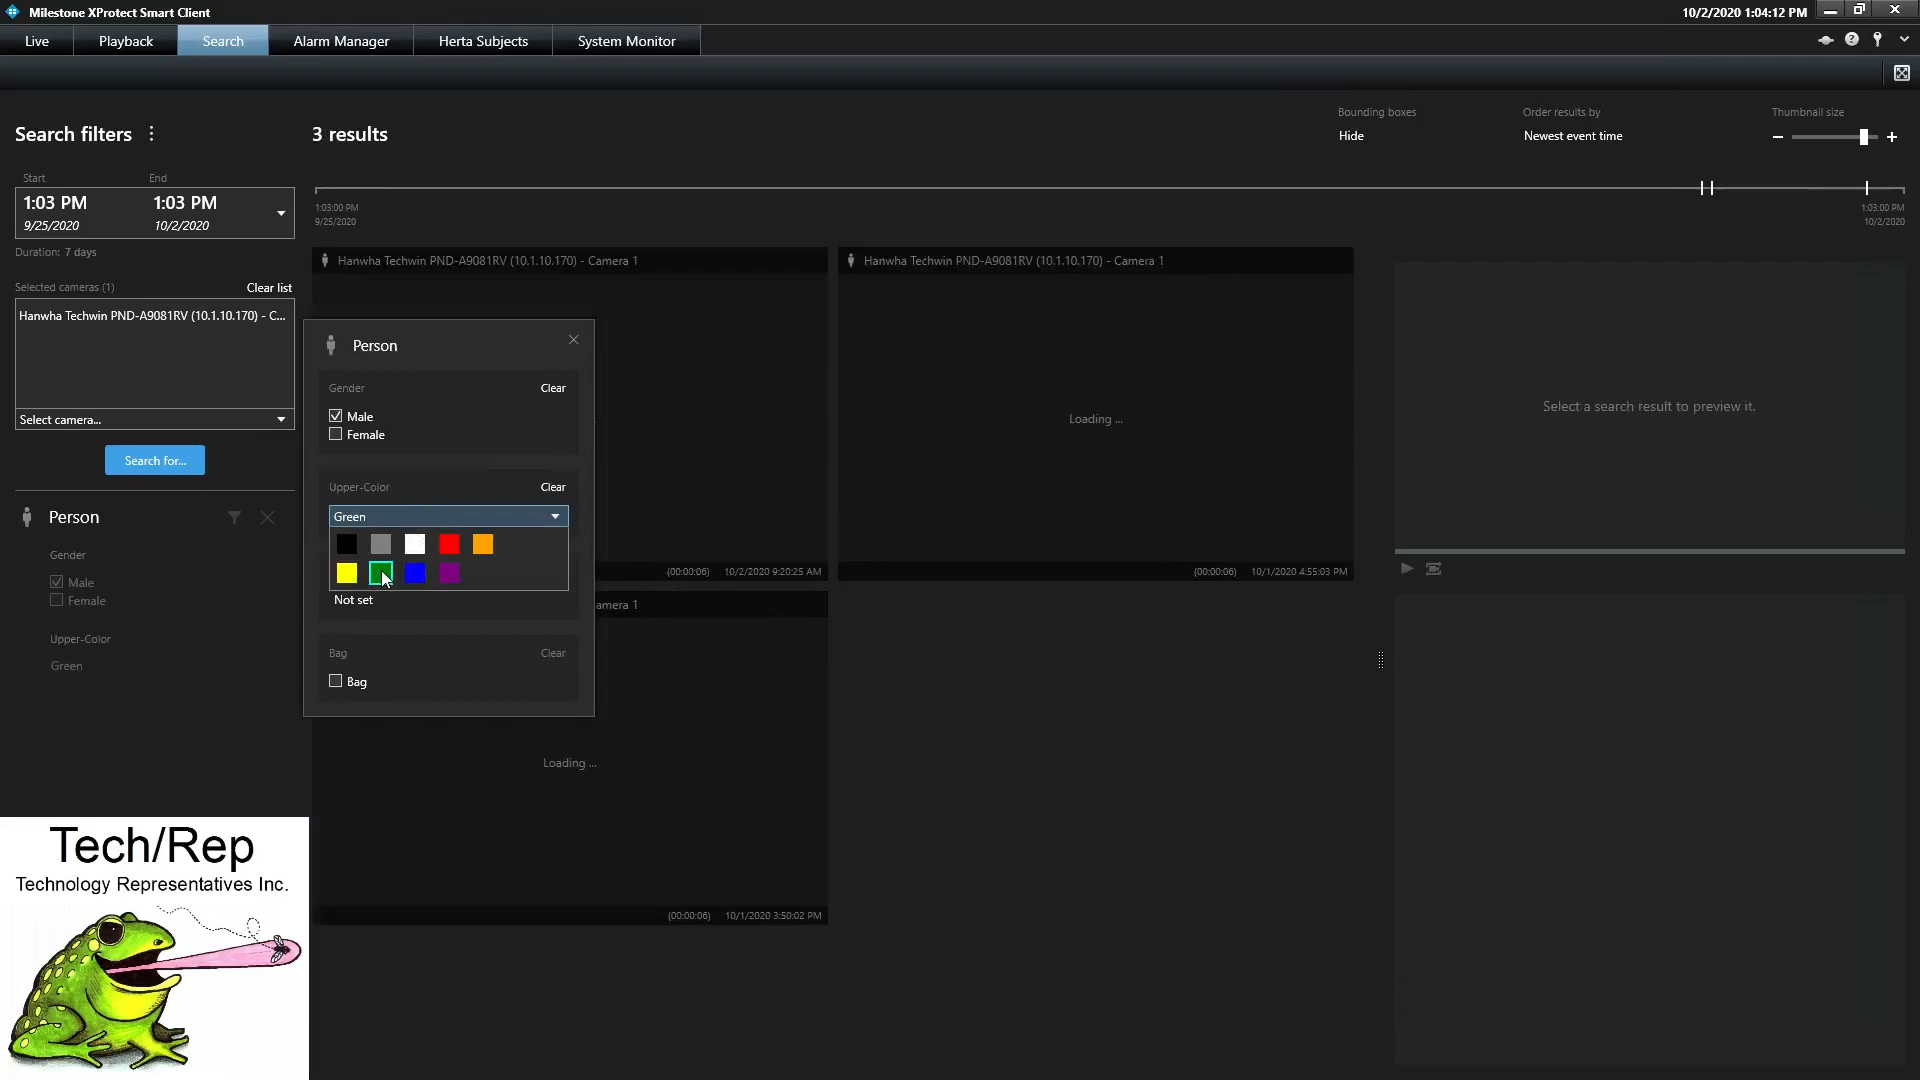 Milestone XProtect Smart Client
10/2/2020 1:04:12 PM
Live
Playback
Search
Alarm Manager
Herta Subjects
System Monitor
Search filters
3 results
Bounding boxes
Hide
Order results by
Newest event time
Thumbnail size
Start
End
1:03 PM
9/25/2020
1:03 PM
10/2/2020
Duration: 7 days
1:03:00 PM
9/25/2020
1:03:00 PM
10/2/2020
Selected cameras (1)
Clear list
Hanwha Techwin PND-A9081RV (10.1.10.170) - C...
Select camera...
Search for...
Person
Gender
Male
Female
Upper-Color
Green
Hanwha Techwin PND-A9081RV (10.1.10.170) - Camera 1
Hanwha Techwin PND-A9081RV (10.1.10.170) - Camera 1
Loading ...
Select a search result to preview it.
Person
Gender
Clear
Male
Female
Upper-Color
Clear
Green
Not set
Bag
Clear
Bag
(00:00:06) 10/2/2020 9:20:25 AM
(00:00:06) 10/1/2020 4:55:03 PM
amera 1
Loading ...
(00:00:06) 10/1/2020 3:50:02 PM
Tech/Rep
Technology Representatives Inc.